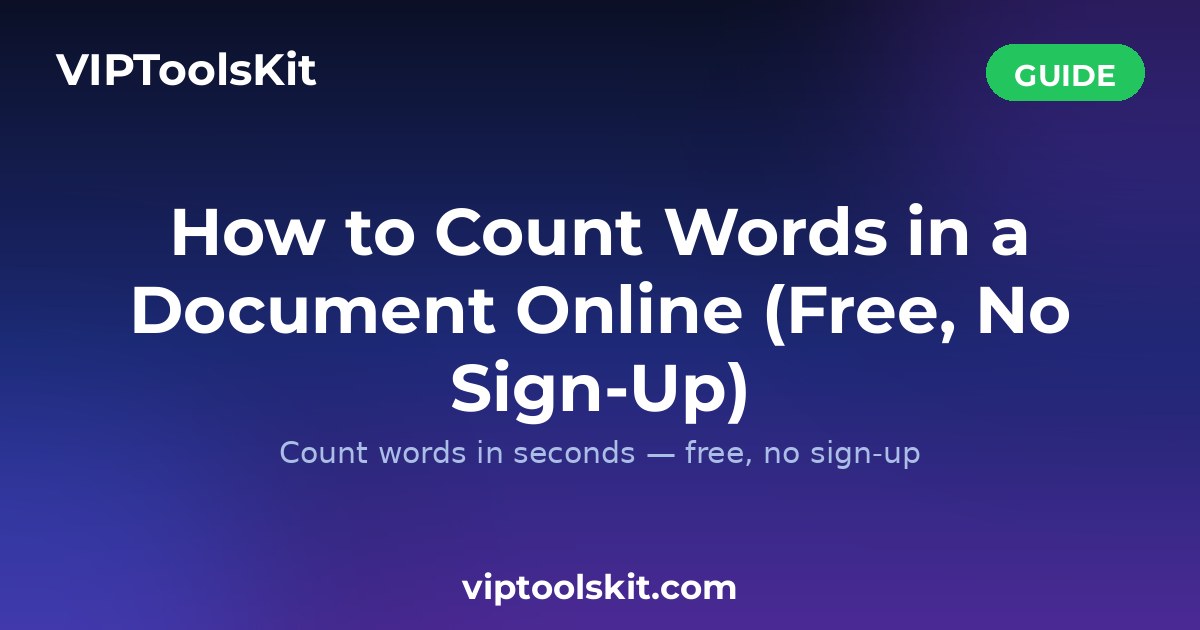 VIPToolsKit
GUIDE
How to Count Words in a
Document Online (Free, No
Sign-Up)
Count words in seconds — free, no sign-up
viptoolskit.com